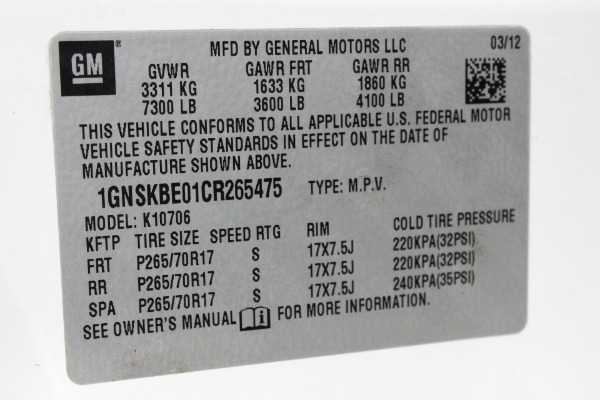 GM ® MFD BY GENERAL MOTORS LLC 03/12
GVWR GAWR FRT GAWR RR
3311 KG 1633 KG 1860 KG
7300 LB 3600 LB 4100 LB
THIS VEHICLE CONFORMS TO ALL APPLICABLE U.S. FEDERAL MOTOR
VEHICLE SAFETY STANDARDS IN EFFECT ON THE DATE OF
MANUFACTURE SHOWN ABOVE.
1GNSKBE01CR265475 TYPE: M.P.V.
MODEL: K10706
KFTP TIRE SIZE SPEED RTG RIM COLD TIRE PRESSURE
FRT P265/70R17 S 17X7.5J 220KPA(32PSI)
RR P265/70R17 S 17X7.5J 220KPA(32PSI)
SPA P265/70R17 S 17X7.5J 240KPA(35PSI)
SEE OWNER'S MANUAL i FOR MORE INFORMATION.